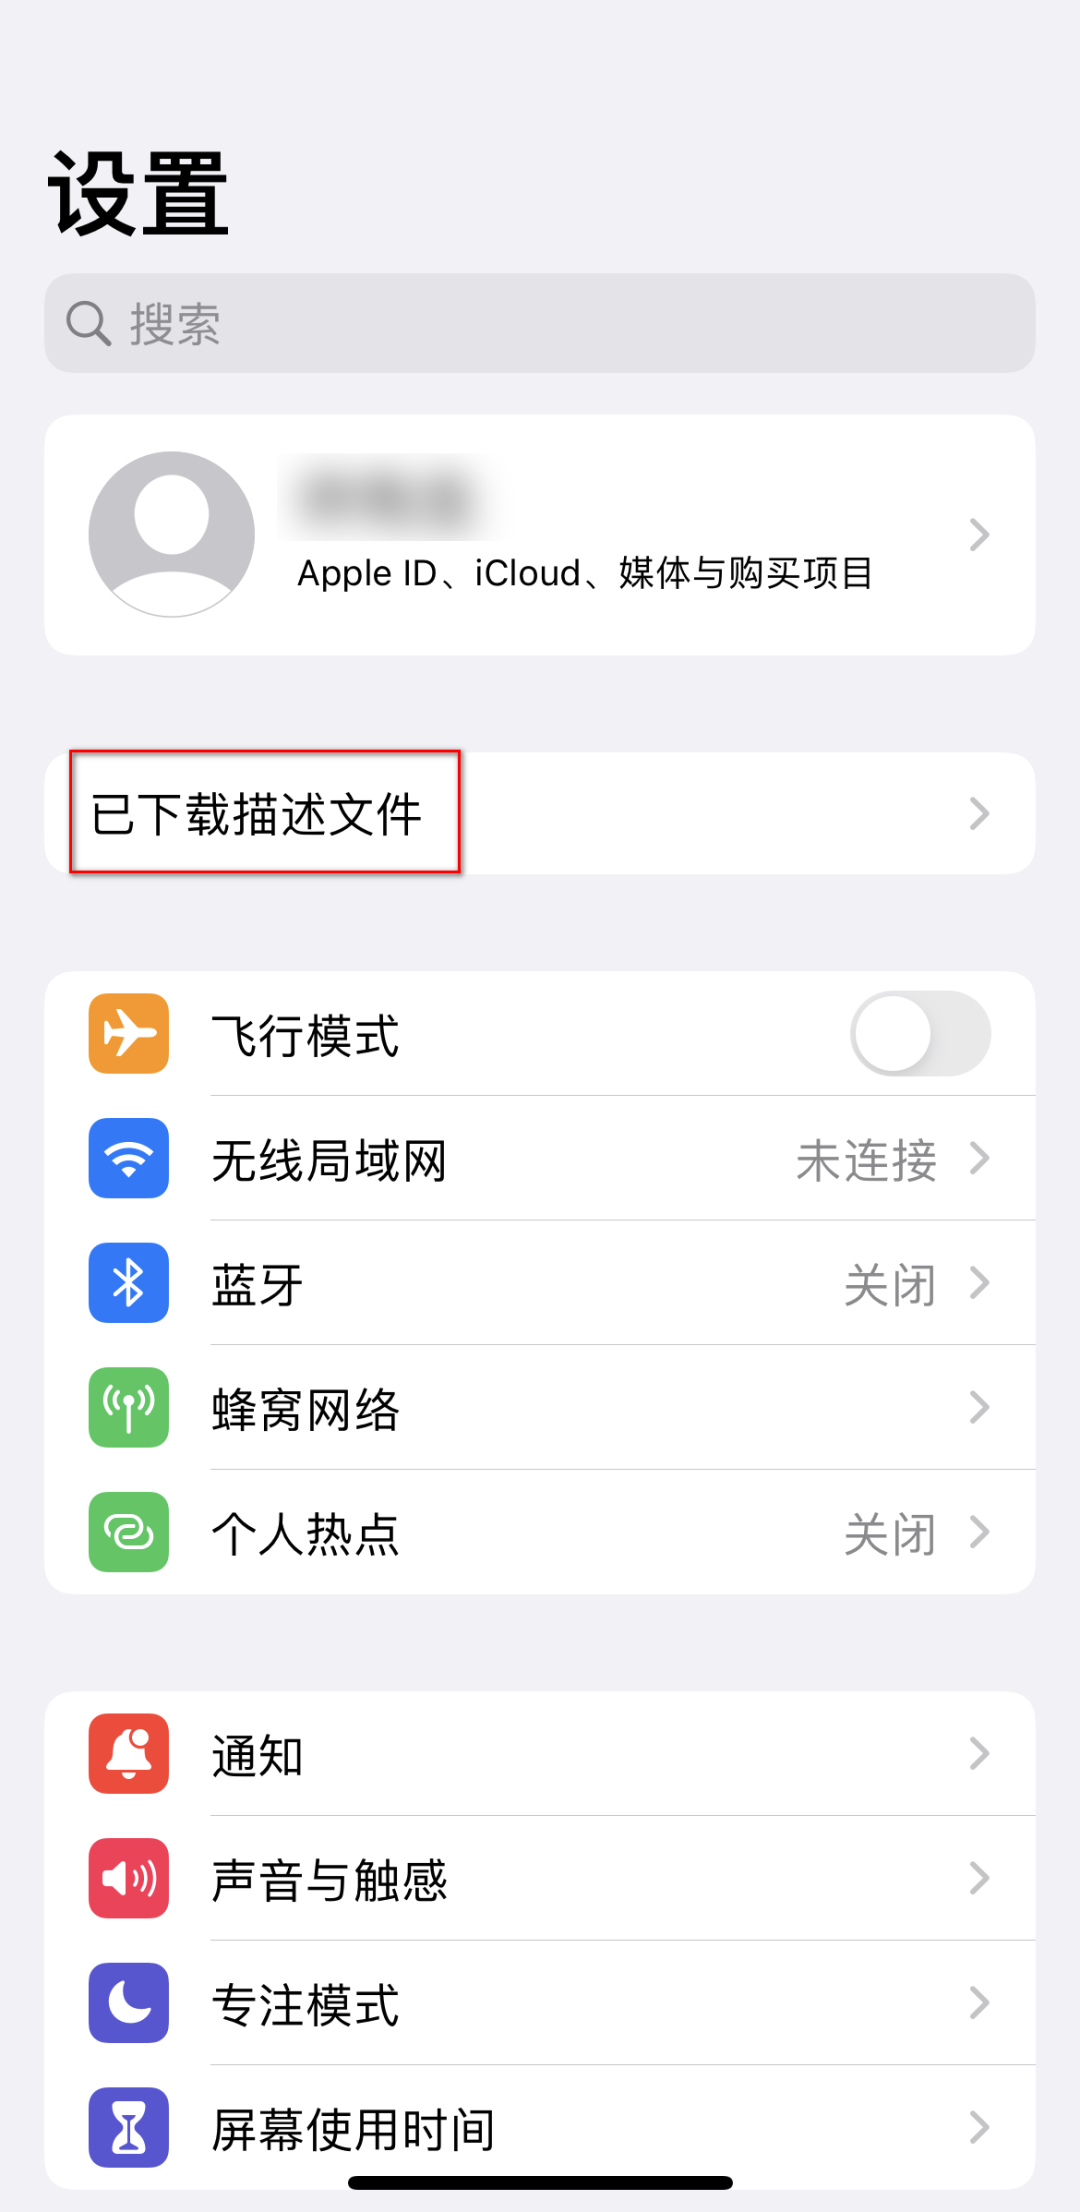 设置
搜索
Apple ID、iCloud、媒体与购买项目
已下载描述文件
飞行模式
无线局域网 未连接
蓝牙 关闭
蜂窝网络
个人热点 关闭
通知
声音与触感
专注模式
屏幕使用时间